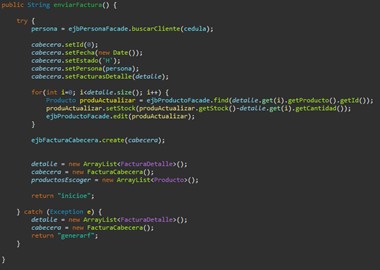 public String enviarFactura() {
try {
persona = ejbPersonaFacade.buscarCliente(cedula);
cabecera.setId(0);
cabecera.setFecha(new Date());
cabecera.setEstado('H');
cabecera.setPersona(persona);
cabecera.setFacturasDetalle(detalle);
for(int i=0; i<detalle.size(); i++) {
Producto produActualizar = ejbProductoFacade.find(detalle.get(i).getProducto().getId());
produActualizar.setStock(produActualizar.getStock()-detalle.get(i).getCantidad());
ejbProductoFacade.edit(produActualizar);
}
ejbFacturaCabecera.create(cabecera);
detalle = new ArrayList<FacturaDetalle>();
cabecera = new FacturaCabecera();
productosEscoger = new ArrayList<Producto>();
return "inicioe";
} catch (Exception e) {
detalle = new ArrayList<FacturaDetalle>();
cabecera = new FacturaCabecera();
return "generarf";
}
}